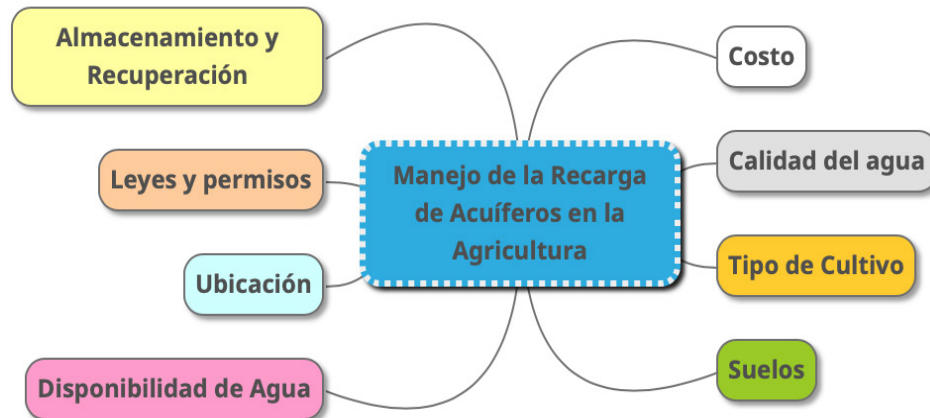 Almacenamiento y
Recuperación
Leyes y permisos
Ubicación
Disponibilidad de Agua
Manejo de la Recarga
de Acuíferos en la
Agricultura
Costo
Calidad del agua
Tipo de Cultivo
Suelos